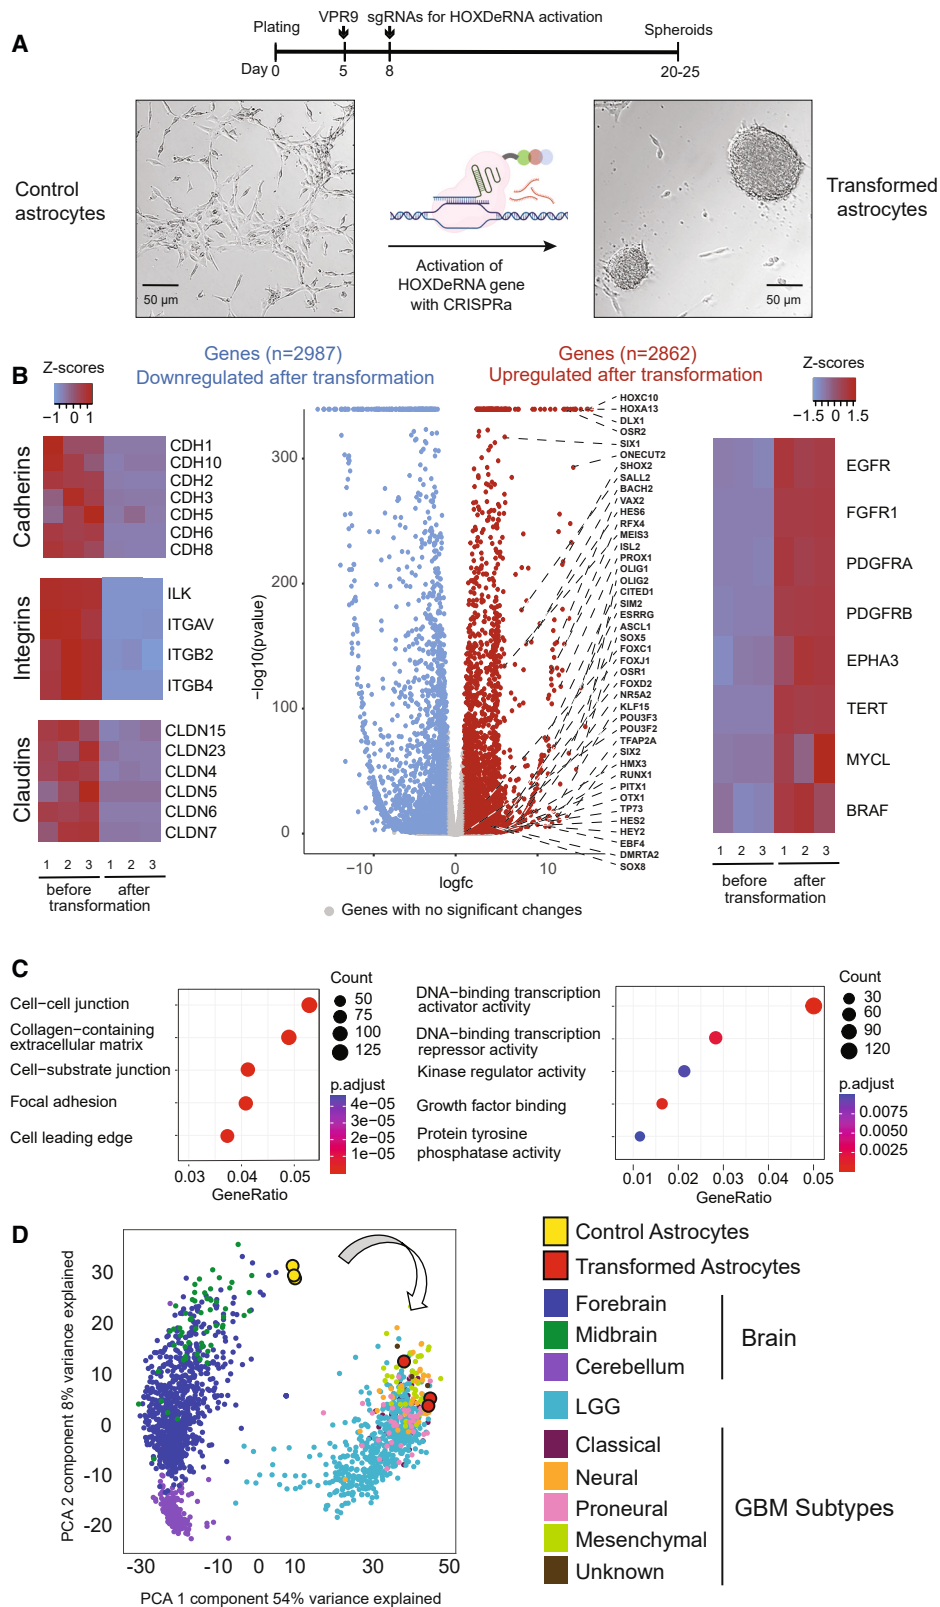 A
VPR9 sgRNAs for HOXDeRNA activation
Plating
Spheroids
Day 0 5 8 20-25
Control
astrocytes
50 µm
Activation of
HOXDeRNA gene
with CRISPRa
Transformed
astrocytes
50 µm
B
Genes (n=2987)
Downregulated after transformation
Genes (n=2862)
Upregulated after transformation
Z-scores
−1 0 1
Cadherins
CDH1
CDH10
CDH2
CDH3
CDH5
CDH6
CDH8
Integrins
ILK
ITGAV
ITGB2
ITGB4
Claudins
CLDN15
CLDN23
CLDN4
CLDN5
CLDN6
CLDN7
1 2 3 1 2 3
before after
transformation
−log10(pvalue)
300
200
100
0
−10 0 10
logfc
Genes with no significant changes
HOXC10
HOXA13
DLX1
OSR2
SIX1
ONECUT2
SHOX2
SALL2
BACH2
VAX2
HES6
RFX4
MEIS3
ISL2
PROX1
OLIG1
OLIG2
CITED1
SIM2
ESRRG
ASCL1
SOX5
FOXC1
FOXJ1
OSR1
FOXD2
NR5A2
KLF15
POU3F3
POU3F2
TFAP2A
SIX2
HMX3
RUNX1
PITX1
OTX1
TP73
HES2
HEY2
EBF4
DMRTA2
SOX8
Z-scores
−1.5 0 1.5
EGFR
FGFR1
PDGFRA
PDGFRB
EPHA3
TERT
MYCL
BRAF
1 2 3 1 2 3
before after
transformation
C
Cell−cell junction
Collagen−containing
extracellular matrix
Cell−substrate junction
Focal adhesion
Cell leading edge
0.03 0.04 0.05
GeneRatio
Count
50
75
100
125
p.adjust
4e−05
3e−05
2e−05
1e−05
DNA−binding transcription
activator activity
DNA−binding transcription
repressor activity
Kinase regulator activity
Growth factor binding
Protein tyrosine
phosphatase activity
0.01 0.02 0.03 0.04 0.05
GeneRatio
Count
30
60
90
120
p.adjust
0.0075
0.0050
0.0025
D
PCA 2 component 8% variance explained
30
20
10
0
-10
-20
-30 -10 0 10 30 50
PCA 1 component 54% variance explained
Control Astrocytes
Transformed Astrocytes
Forebrain
Midbrain
Cerebellum
Brain
LGG
Classical
Neural
Proneural
Mesenchymal
Unknown
GBM Subtypes